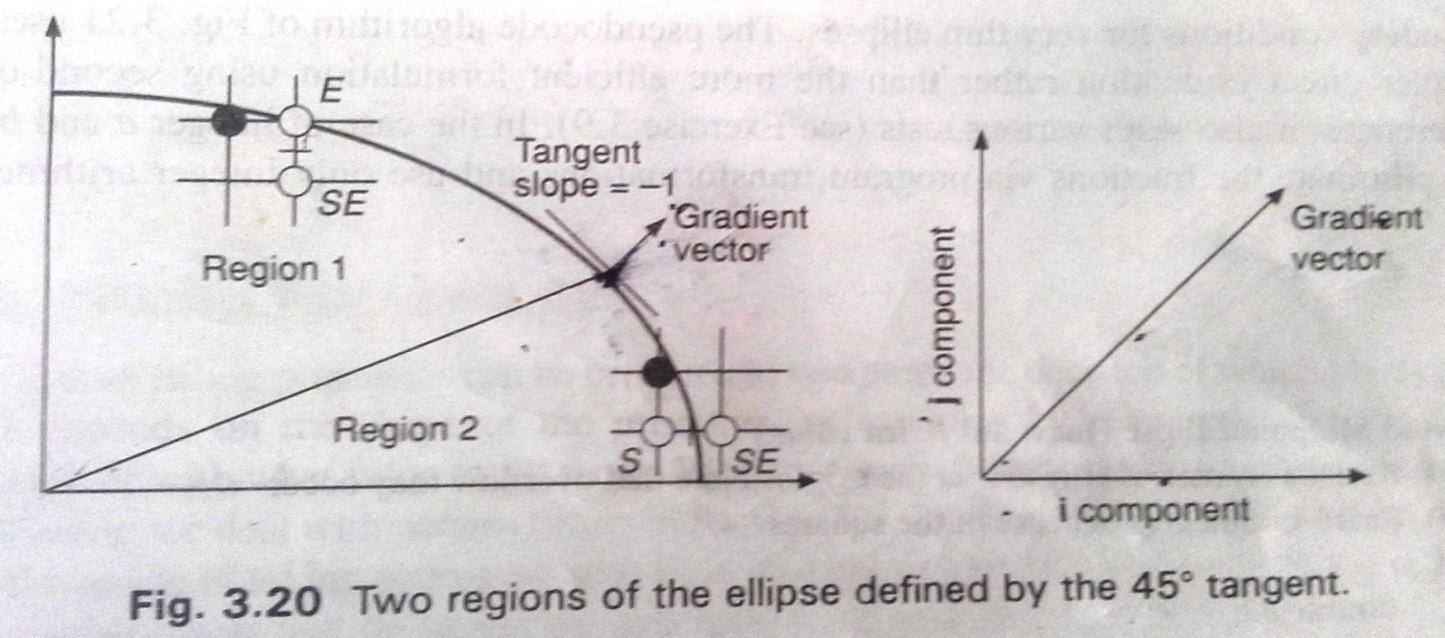 E
Tangent
slope = −1
SE
Gradient
vector
Region 1
Region 2
S
SE
j component
Gradient
vector
i component
Fig. 3.20 Two regions of the ellipse defined by the 45° tangent.